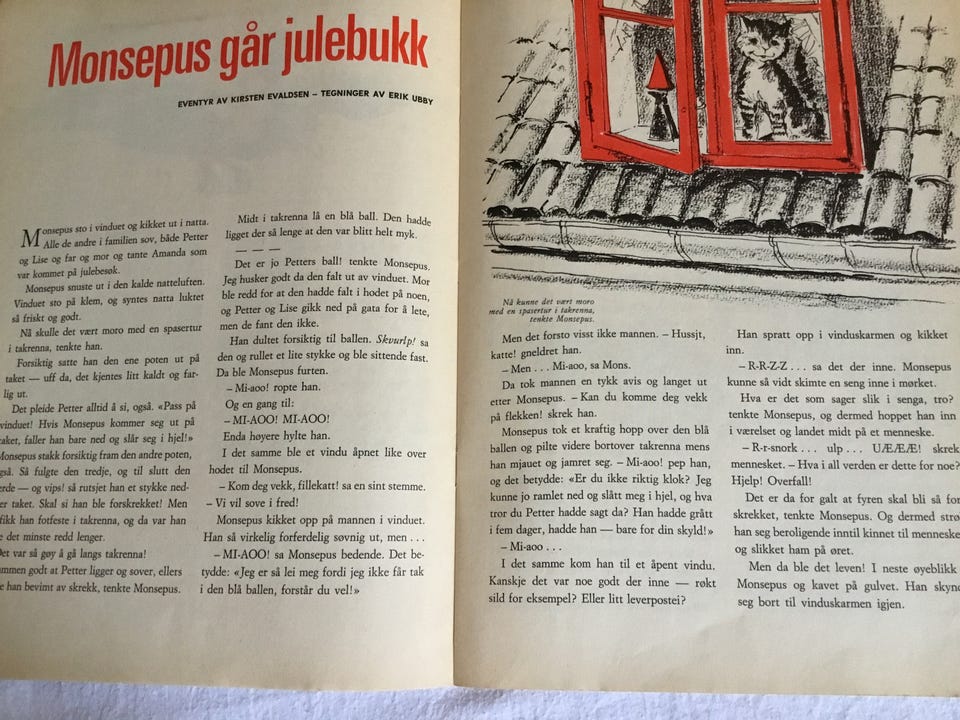 Monsepus går julebukk
EVENTYR AV KIRSTEN EVALDSEN – TEGNINGER AV ERIK UBBY
Monsepus sto i vinduet og kikket ut i natta.
Alle de andre i familien sov, både Petter
og Lise og far og mor og tante Amanda som
var kommet på julebesøk.
Monsepus snuste ut i den kalde natteluften.
Vinduet sto på klem, og syntes natta luktet
så friskt og godt.
Nå skulle det vært moro med en spasertur
i takrenna, tenkte han.
Forsiktig satte han den ene poten ut på
taket — uff da, det kjentes litt kaldt og far-
lig ut.
Det pleide Petter alltid å si, også. «Pass på
vinduet! Hvis Monsepus kommer seg ut på
aket, faller han bare ned og slår seg i hjel!»
Monsepus stakk forsiktig fram den andre poten,
gså. Så fulgte den tredje, og til slutt den
erde — og vips! så rutsjet han et stykke ned-
er taket. Skal si han ble forskrekket! Men
fikk han fotfeste i takrenna, og da var han
e det minste redd lenger.
Det var så gøy å gå langs takrenna!
ammen godt at Petter ligger og sover, ellers
e han bevimt av skrekk, tenkte Monsepus.
Midt i takrenna lå en blå ball. Den hadde
ligget der så lenge at den var blitt helt myk.
— — —
Det er jo Petters ball! tenkte Monsepus.
Jeg husker godt da den falt ut av vinduet. Mor
ble redd for at den hadde falt i hodet på noen,
og Petter og Lise gikk ned på gata for å lete,
men de fant den ikke.
Han dultet forsiktig til ballen. Skvurlp! sa
den og rullet et lite stykke og ble sittende fast.
Da ble Monsepus furten.
– Mi-aoo! ropte han.
Og en gang til:
– MI-AOO! MI-AOO!
Enda høyere hylte han.
I det samme ble et vindu åpnet like over
hodet til Monsepus.
– Kom deg vekk, fillekatt! sa en sint stemme.
– Vi vil sove i fred!
Monsepus kikket opp på mannen i vinduet.
Han så virkelig forferdelig søvnig ut, men . . .
– MI-AOO! sa Monsepus bedende. Det be-
tydde: «Jeg er så lei meg fordi jeg ikke får tak
i den blå ballen, forstår du vel!»
Nå kunne det vært moro
med en spasertur i takrenna,
tenkte Monsepus.
Men det forsto visst ikke mannen. – Hussjt,
katte! gneldret han.
– Men . . . Mi-aoo, sa Mons.
Da tok mannen en tykk avis og langet ut
etter Monsepus. – Kan du komme deg vekk
på flekken! skrek han.
Monsepus tok et kraftig hopp over den blå
ballen og pilte videre bortover takrenna mens
han mjauet og jamret seg. – Mi-aoo! pep han,
og det betydde: «Er du ikke riktig klok? Jeg
kunne jo ramlet ned og slått meg i hjel, og hva
tror du Petter hadde sagt da? Han hadde grått
i fem dager, hadde han — bare for din skyld!»
– Mi-aoo . . .
I det samme kom han til et åpent vindu.
Kanskje det var noe godt der inne — røkt
sild for eksempel? Eller litt leverpostei?
Han spratt opp i vinduskarmen og kikket
inn.
– R-R-Z-Z . . . sa det der inne. Monsepus
kunne så vidt skimte en seng inne i mørket.
Hva er det som sager slik i senga, tro?
tenkte Monsepus, og dermed hoppet han inn
i værelset og landet midt på et menneske.
– R-r-snork . . . ulp . . . UÆÆÆ! skrek
mennesket. – Hva i all verden er dette for noe?
Hjelp! Overfall!
Det er da for galt at fyren skal bli så for-
skrekket, tenkte Monsepus. Og dermed strø
han seg beroligende inntil kinnet til menneske
og slikket ham på øret.
Men da ble det leven! I neste øyeblikk
Monsepus og kavet på gulvet. Han skyn
seg bort til vinduskarmen igjen.